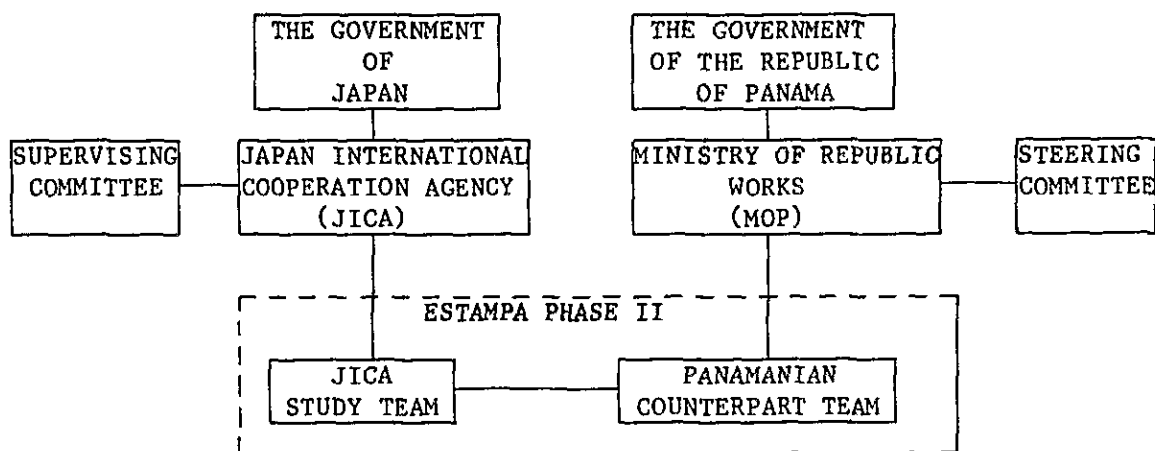 THE GOVERNMENT
OF
JAPAN
THE GOVERNMENT
OF THE REPUBLIC
OF PANAMA
SUPERVISING
COMMITTEE
JAPAN INTERNATIONAL
COOPERATION AGENCY
(JICA)
MINISTRY OF REPUBLIC
WORKS
(MOP)
STEERING
COMMITTEE
ESTAMPA PHASE II
JICA
STUDY TEAM
PANAMANIAN
COUNTERPART TEAM